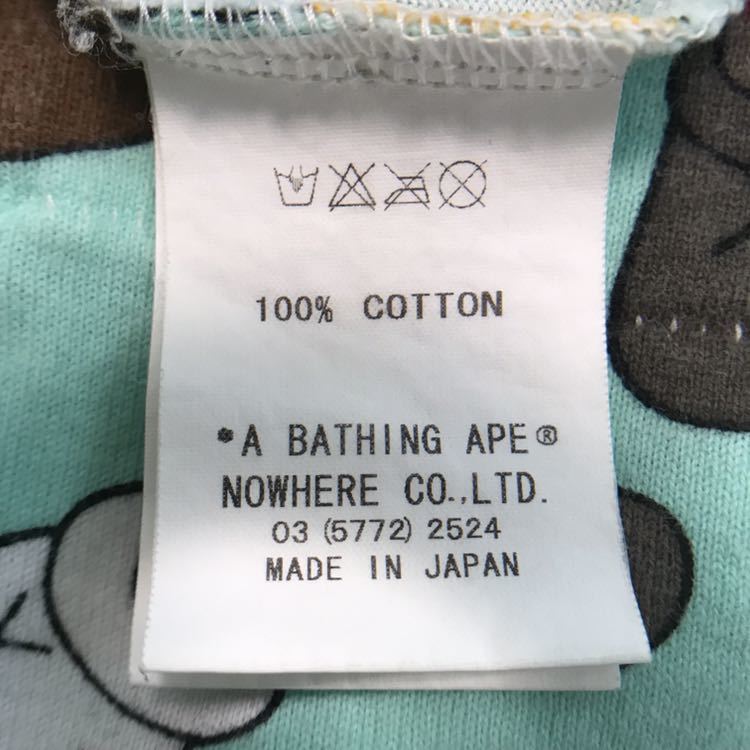 100% COTTON
*A BATHING APE®
NOWHERE CO.,LTD.
03 (5772) 2524
MADE IN JAPAN